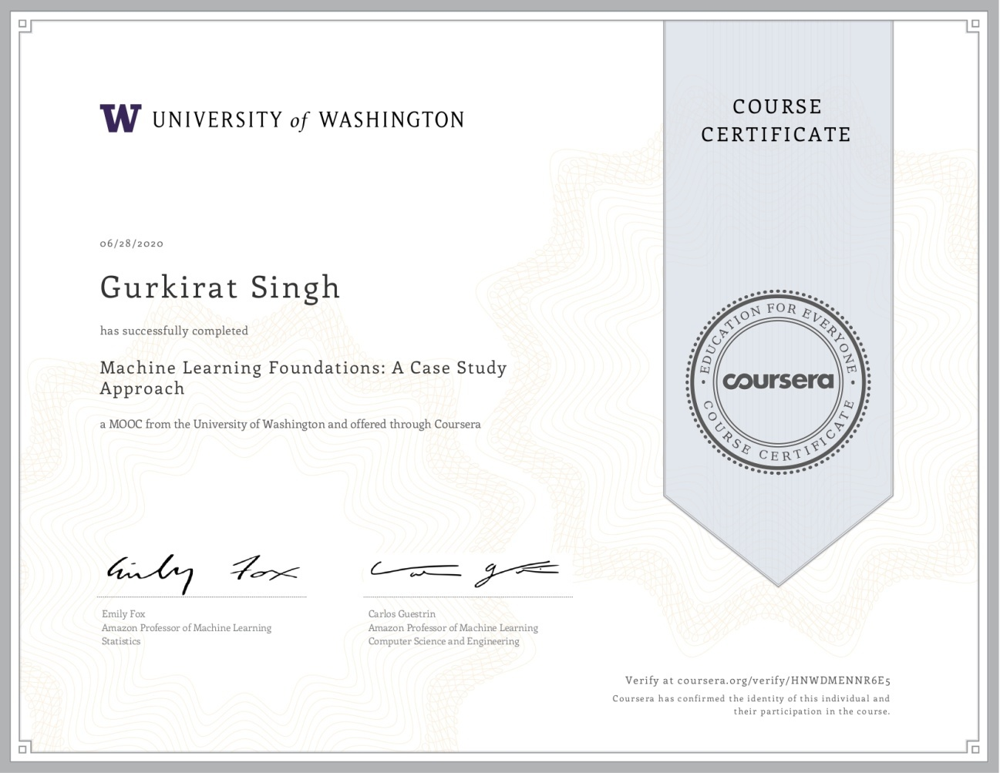 W UNIVERSITY of WASHINGTON
COURSE
CERTIFICATE
06/28/2020
Gurkirat Singh
has successfully completed
Machine Learning Foundations: A Case Study
Approach
a MOOC from the University of Washington and offered through Coursera
EDUCATION FOR EVERYONE
coursera
COURSE CERTIFICATE
Emily Fox
Emily Fox
Amazon Professor of Machine Learning
Statistics
Carlos Guestrin
Amazon Professor of Machine Learning
Computer Science and Engineering
Verify at coursera.org/verify/HNWDMENNR6E5
Coursera has confirmed the identity of this individual and
their participation in the course.